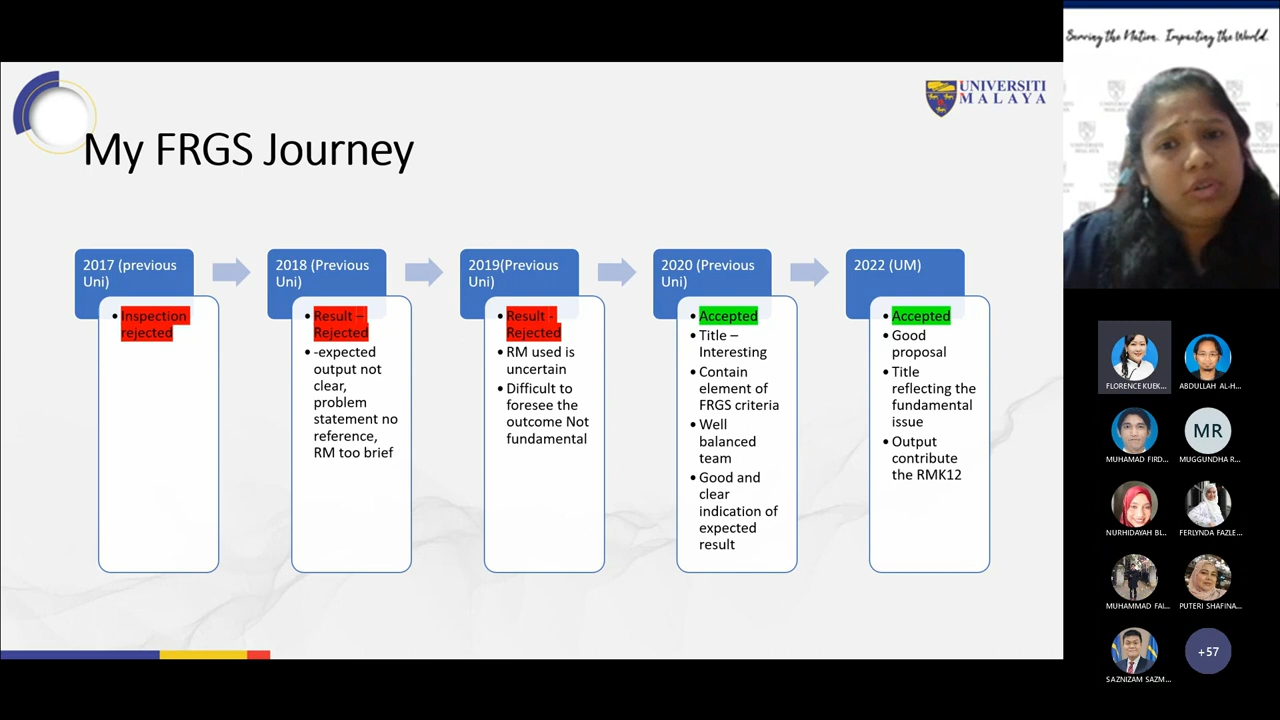 Serving the Nation. Impacting the World.
UNIVERSITI
MALAYA
My FRGS Journey
2017 (previous
Uni)
• Inspection
rejected
2018 (Previous
Uni)
• Result –
Rejected
• -expected
output not
clear,
problem
statement no
reference,
RM too brief
2019(Previous
Uni)
• Result -
Rejected
• RM used is
uncertain
• Difficult to
foresee the
outcome Not
fundamental
2020 (Previous
Uni)
• Accepted
• Title –
Interesting
• Contain
element of
FRGS criteria
• Well
balanced
team
• Good and
clear
indication of
expected
result
2022 (UM)
• Accepted
• Good
proposal
• Title
reflecting the
fundamental
issue
• Output
contribute
the RMK12
FLORENCE KUEK...
ABDULLAH AL-H...
MUHAMAD FIRD...
MR
MUGGUNDHA R...
NURHIDAYAH BI...
FERLYNDA FAZLE...
MUHAMMAD FAI...
PUTERI SHAFINA...
SAZNIZAM SAZM...
+57